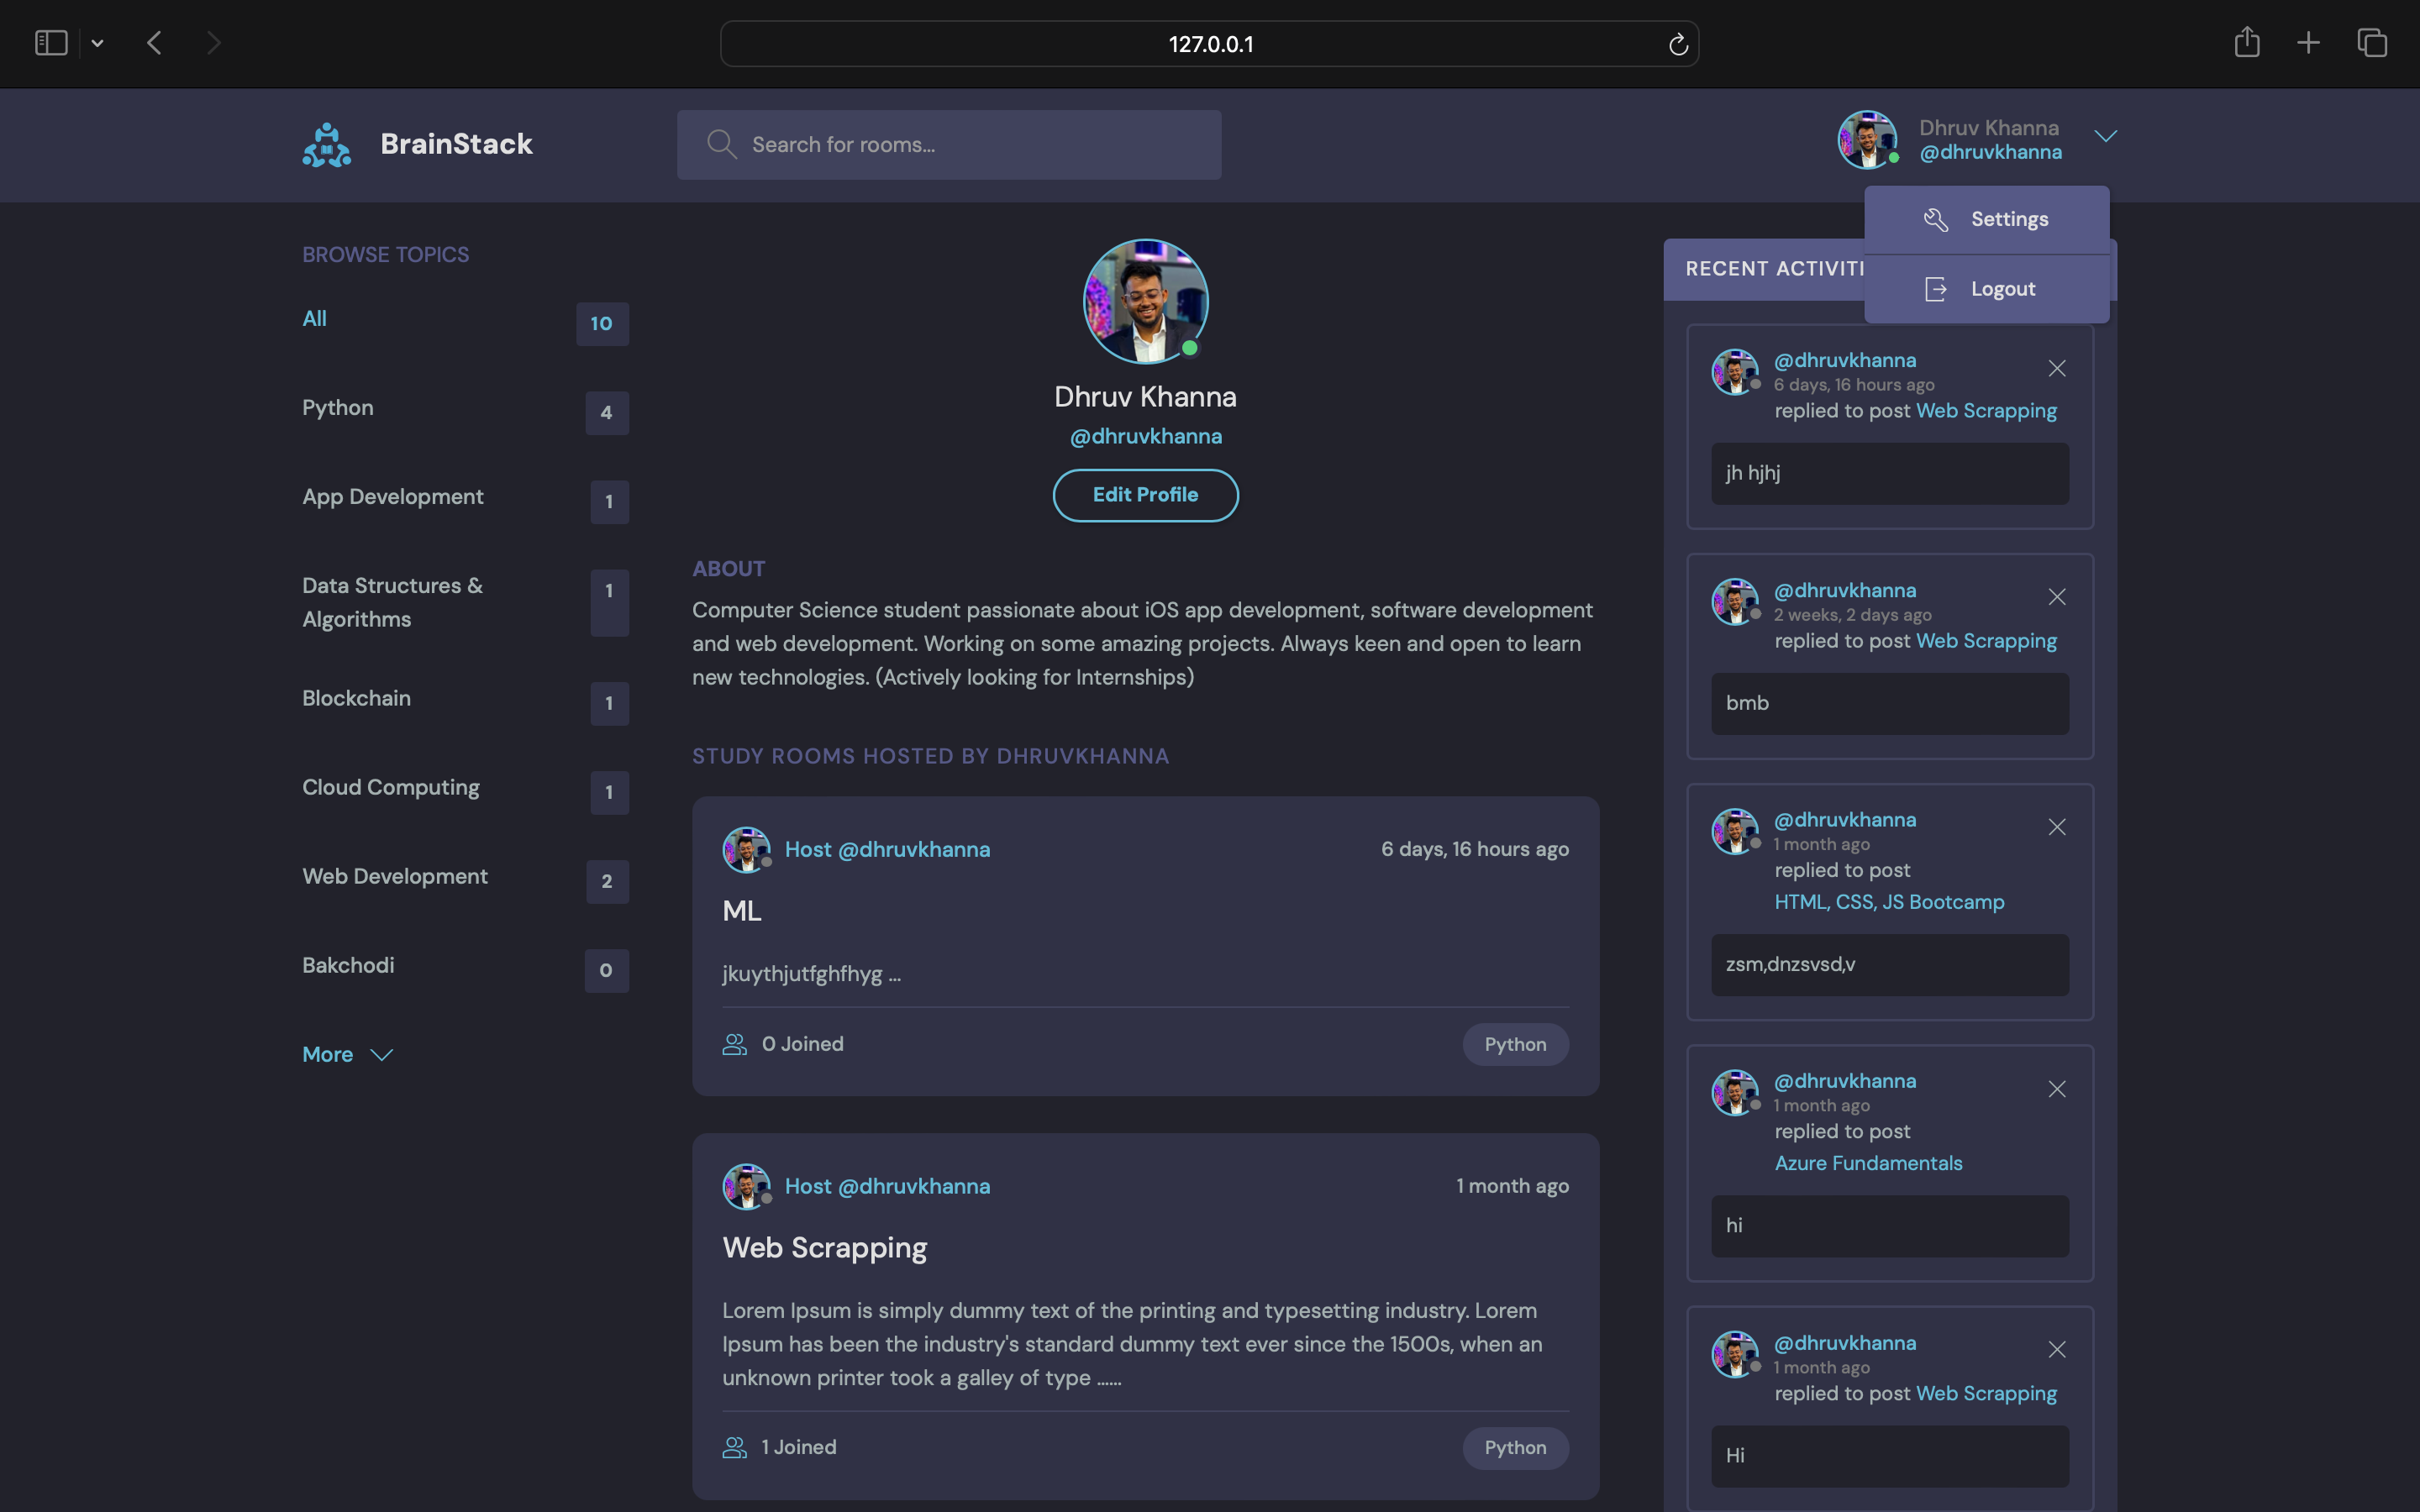 127.0.0.1
BrainStack
Search for rooms...
Dhruv Khanna
@dhruvkhanna
Settings
Logout
BROWSE TOPICS
All
10
Python
4
App Development
1
Data Structures &
Algorithms
1
Blockchain
1
Cloud Computing
1
Web Development
2
Bakchodi
0
More
Dhruv Khanna
@dhruvkhanna
Edit Profile
ABOUT
Computer Science student passionate about iOS app development, software development
and web development. Working on some amazing projects. Always keen and open to learn
new technologies. (Actively looking for Internships)
STUDY ROOMS HOSTED BY DHRUVKHANNA
Host @dhruvkhanna
6 days, 16 hours ago
ML
jkuythjutfghfhyg ...
0 Joined
Python
Host @dhruvkhanna
1 month ago
Web Scrapping
Lorem Ipsum is simply dummy text of the printing and typesetting industry. Lorem
Ipsum has been the industry's standard dummy text ever since the 1500s, when an
unknown printer took a galley of type ......
1 Joined
Python
RECENT ACTIVITI
@dhruvkhanna
6 days, 16 hours ago
replied to post Web Scrapping
jh hjhj
@dhruvkhanna
2 weeks, 2 days ago
replied to post Web Scrapping
bmb
@dhruvkhanna
1 month ago
replied to post
HTML, CSS, JS Bootcamp
zsm,dnzsvsd,v
@dhruvkhanna
1 month ago
replied to post
Azure Fundamentals
hi
@dhruvkhanna
1 month ago
replied to post Web Scrapping
Hi